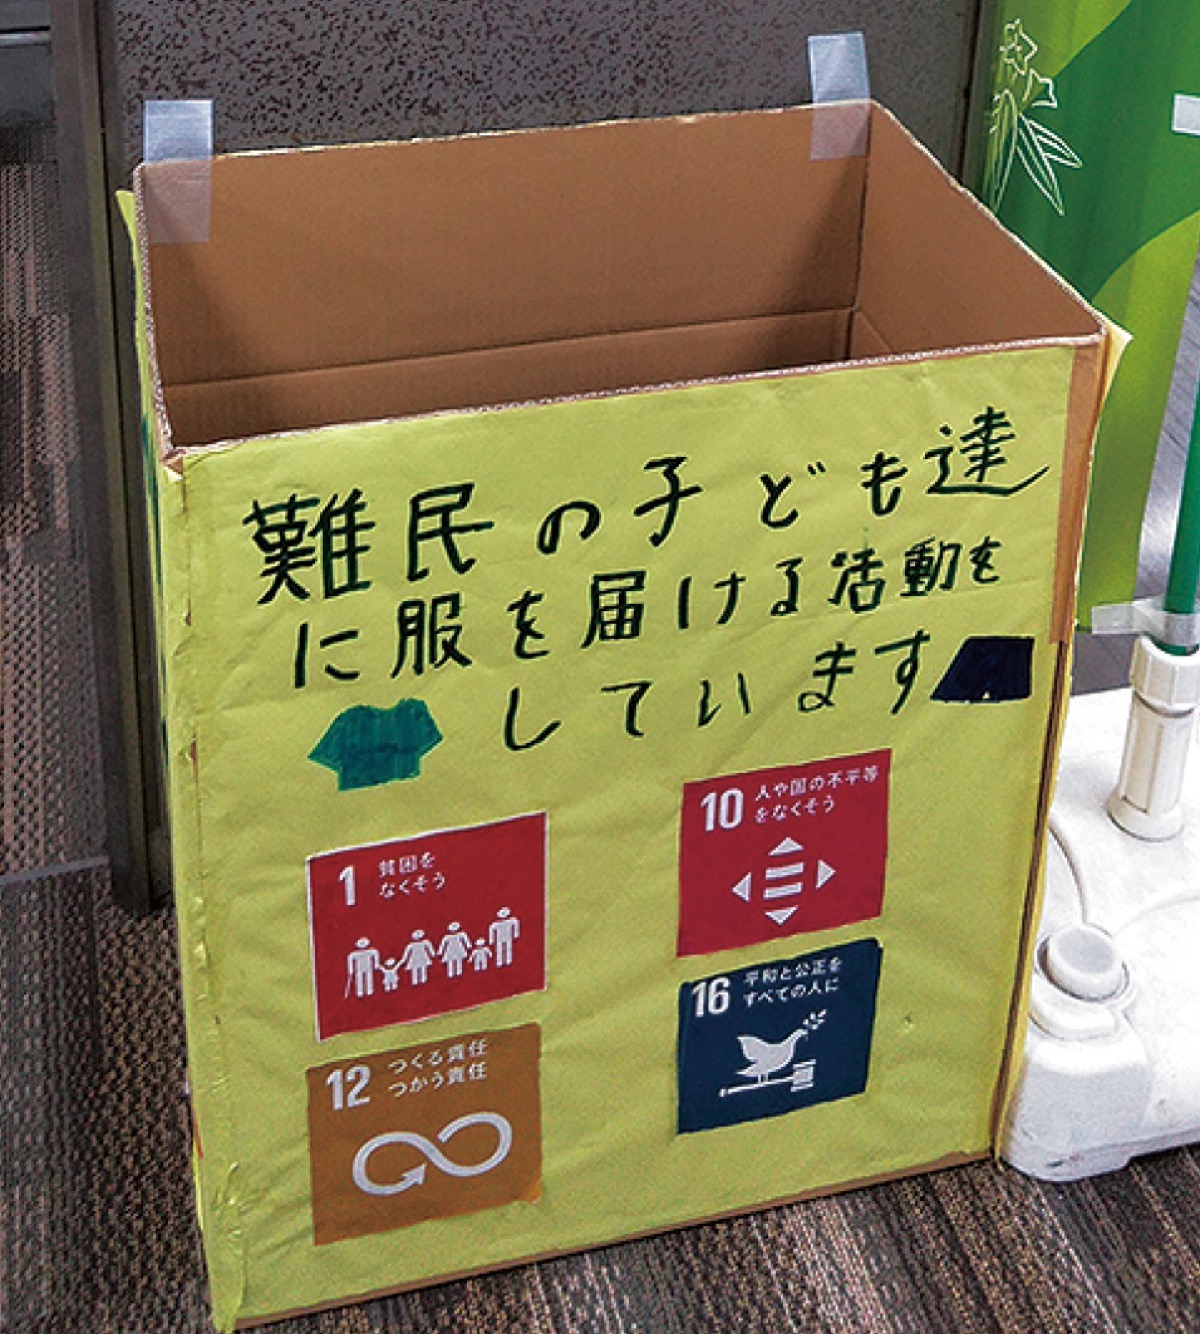 難民の子ども達
に服を届ける活動を
しています
1 貧困を
なくそう
10 人や国の不平等
をなくそう
12 つくる責任
つかう責任
16 平和と公正を
すべての人に